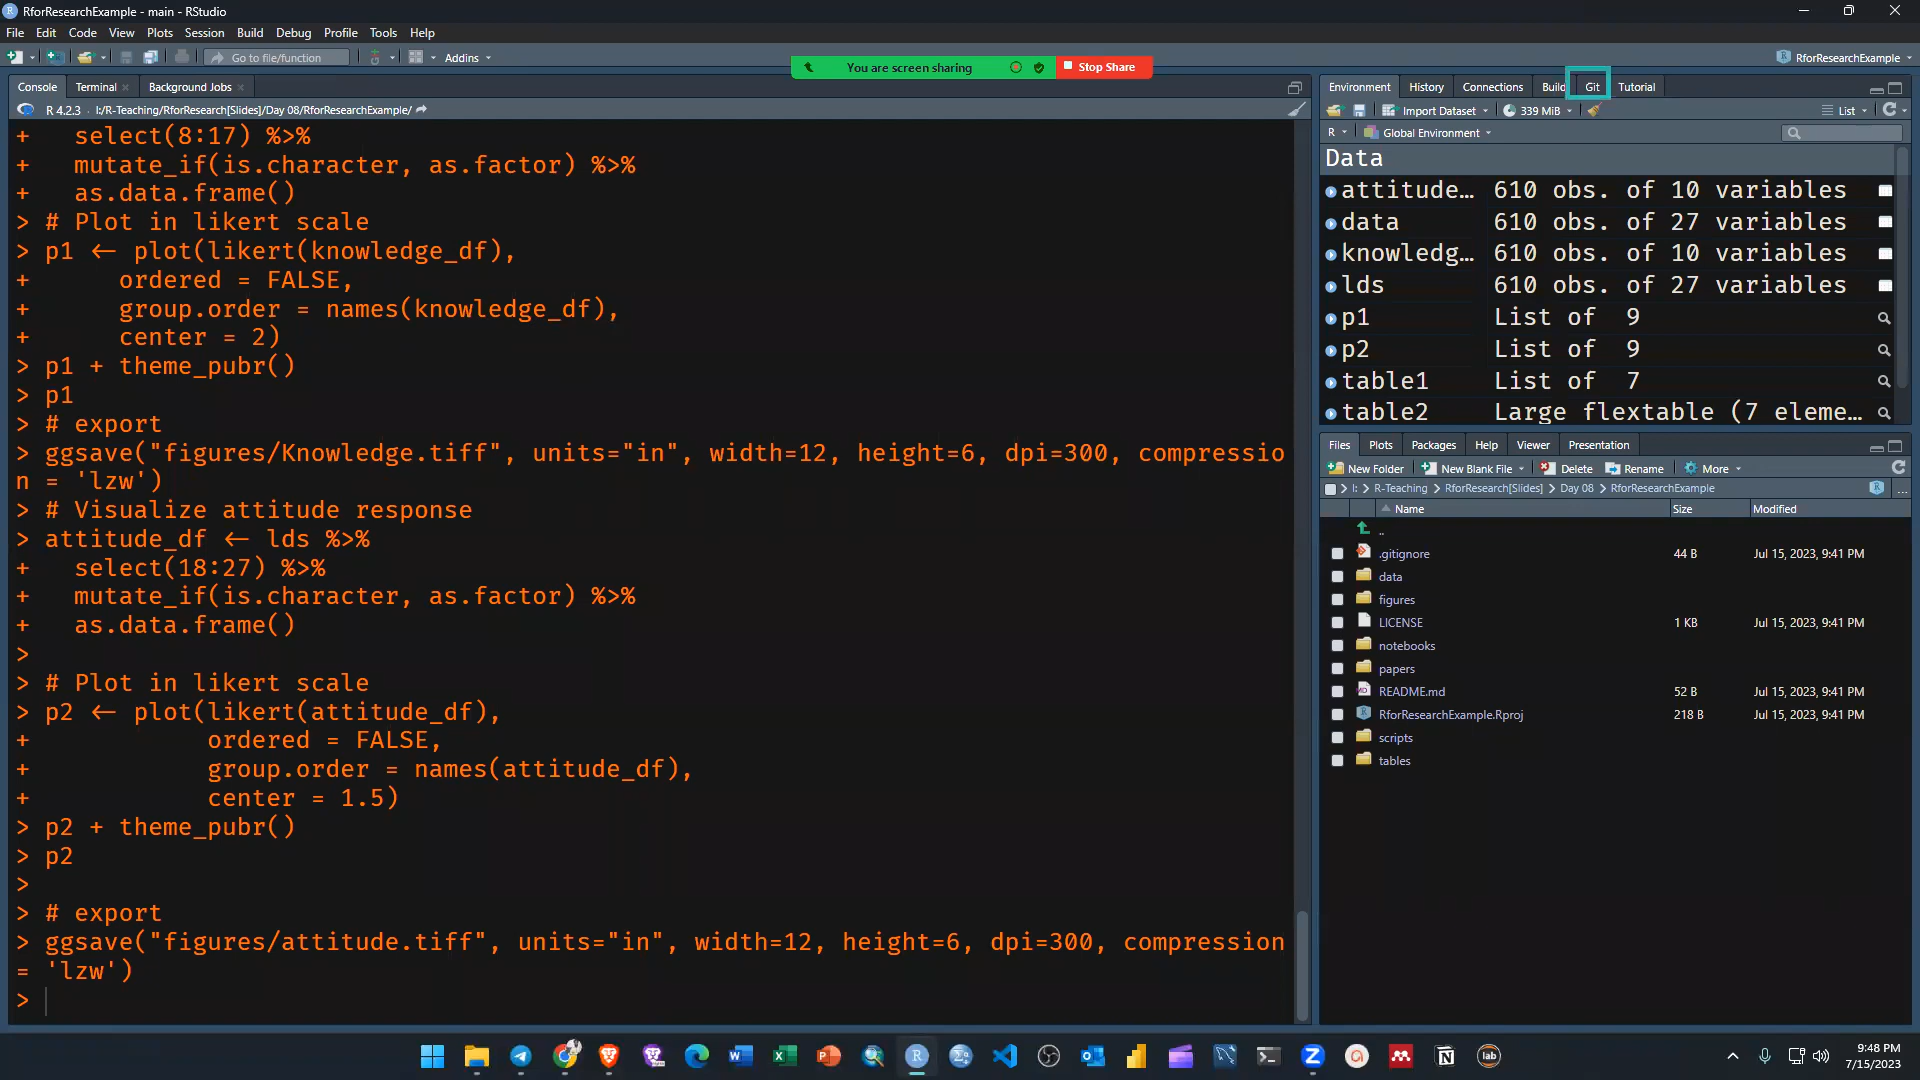 RforResearchExample - main - RStudio
File Edit Code View Plots Session Build Debug Profile Tools Help
Go to file/function Addins
You are screen sharing Stop Share
RforResearchExample
Console Terminal Background Jobs
R 4.2.3 . I:/R-Teaching/RforResearch[Slides]/Day 08/RforResearchExample/
+ select(8:17) %>%
+ mutate_if(is.character, as.factor) %>%
+ as.data.frame()
> # Plot in likert scale
> p1 <- plot(likert(knowledge_df),
+ ordered = FALSE,
+ group.order = names(knowledge_df),
+ center = 2)
> p1 + theme_pubr()
> p1
> # export
> ggsave("figures/Knowledge.tiff", units="in", width=12, height=6, dpi=300, compressio
n = 'lzw')
> # Visualize attitude response
> attitude_df <- lds %>%
+ select(18:27) %>%
+ mutate_if(is.character, as.factor) %>%
+ as.data.frame()
>
> # Plot in likert scale
> p2 <- plot(likert(attitude_df),
+ ordered = FALSE,
+ group.order = names(attitude_df),
+ center = 1.5)
> p2 + theme_pubr()
> p2
>
> # export
> ggsave("figures/attitude.tiff", units="in", width=12, height=6, dpi=300, compression
= 'lzw')
>
Environment History Connections Build Git Tutorial
Import Dataset 339 MiB List
R Global Environment
Data
attitude… 610 obs. of 10 variables
data 610 obs. of 27 variables
knowledg… 610 obs. of 10 variables
lds 610 obs. of 27 variables
p1 List of 9
p2 List of 9
table1 List of 7
table2 Large flextable (7 eleme…
Files Plots Packages Help Viewer Presentation
New Folder New Blank File Delete Rename More
I: > R-Teaching > RforResearch[Slides] > Day 08 > RforResearchExample ...
Name Size Modified
..
.gitignore 44 B Jul 15, 2023, 9:41 PM
data
figures
LICENSE 1 KB Jul 15, 2023, 9:41 PM
notebooks
papers
README.md 52 B Jul 15, 2023, 9:41 PM
RforResearchExample.Rproj 218 B Jul 15, 2023, 9:41 PM
scripts
tables
lab
9:48 PM
7/15/2023